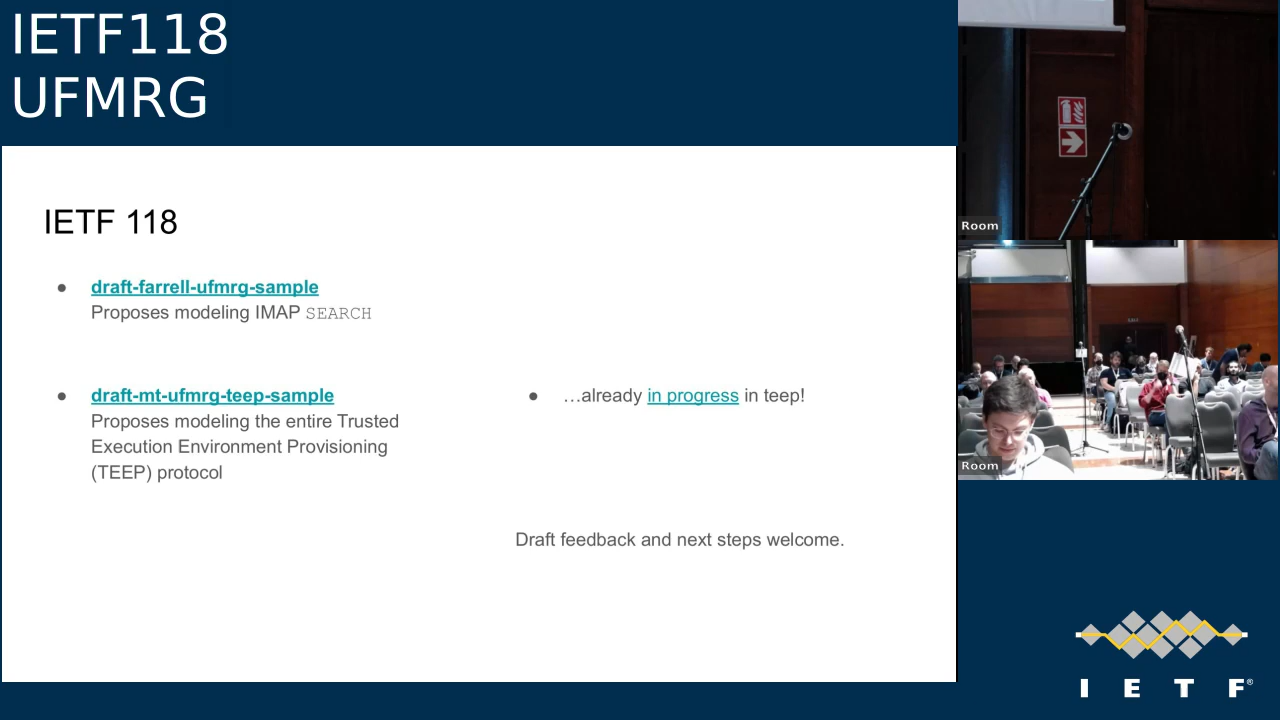 IETF118
UFMRG
IETF 118
● draft-farrell-ufmrg-sample
Proposes modeling IMAP SEARCH
● draft-mt-ufmrg-teep-sample
Proposes modeling the entire Trusted
Execution Environment Provisioning
(TEEP) protocol
● …already in progress in teep!
Draft feedback and next steps welcome.
Room
Room
I E T F®